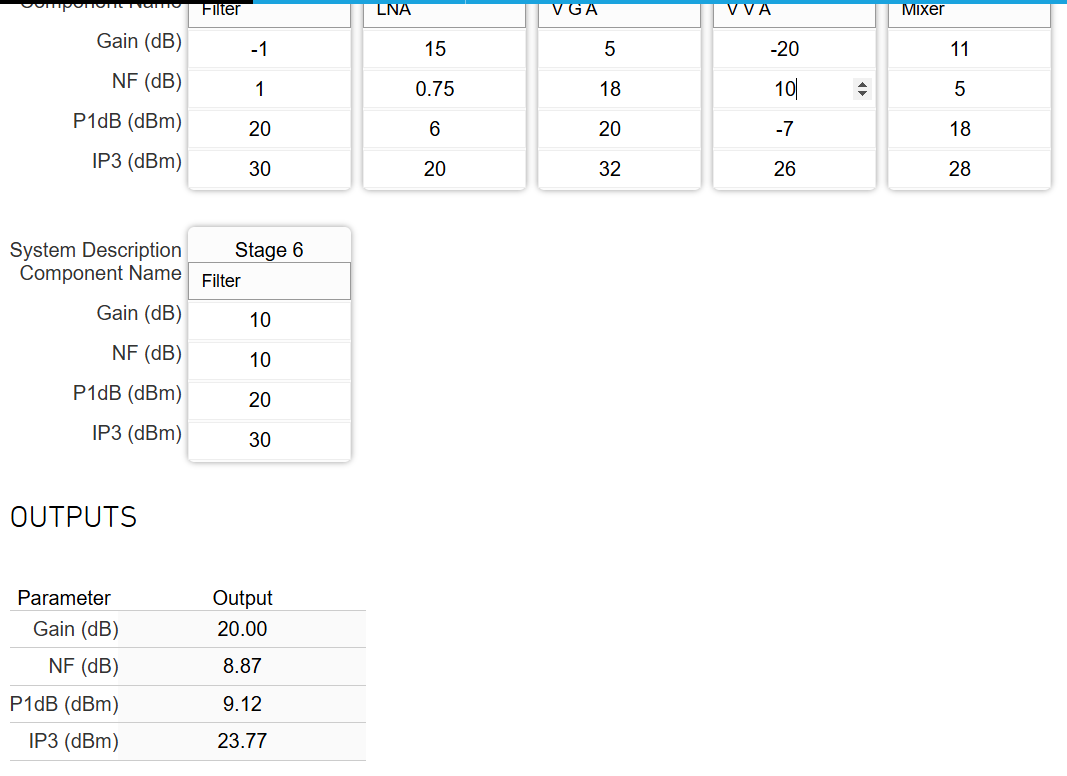 Component Name Filter LNA V G A V V A Mixer
Gain (dB) -1 15 5 -20 11
NF (dB) 1 0.75 18 10 5
P1dB (dBm) 20 6 20 -7 18
IP3 (dBm) 30 20 32 26 28
System Description Stage 6
Component Name Filter
Gain (dB) 10
NF (dB) 10
P1dB (dBm) 20
IP3 (dBm) 30
OUTPUTS
Parameter Output
Gain (dB) 20.00
NF (dB) 8.87
P1dB (dBm) 9.12
IP3 (dBm) 23.77